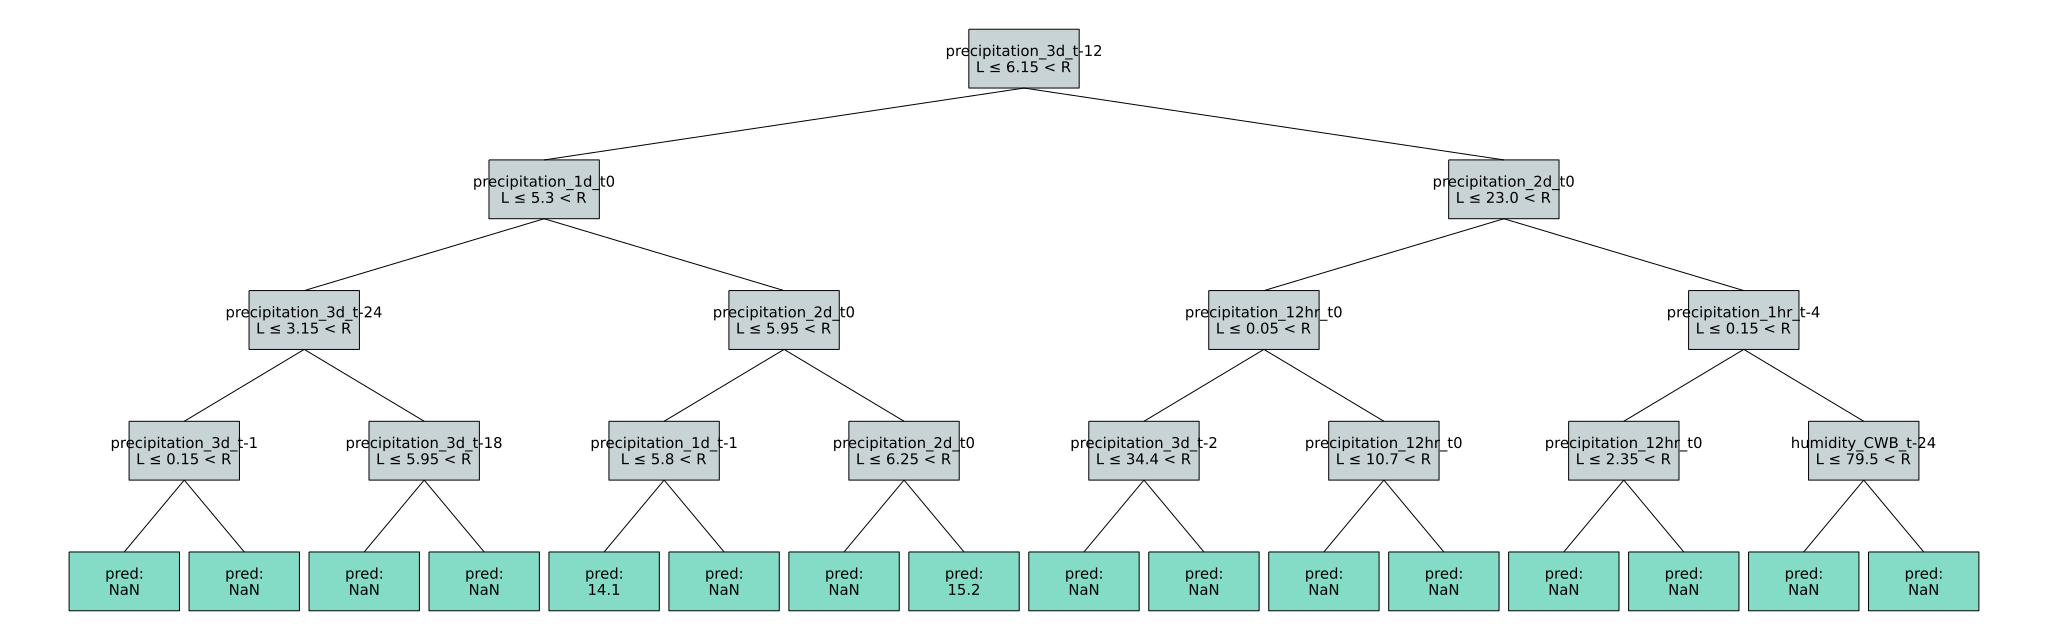 precipitation_3d_t-12
L ≤ 6.15 < R
precipitation_1d_t0
L ≤ 5.3 < R
precipitation_2d_t0
L ≤ 23.0 < R
precipitation_3d_t-24
L ≤ 3.15 < R
precipitation_2d_t0
L ≤ 5.95 < R
precipitation_12hr_t0
L ≤ 0.05 < R
precipitation_1hr_t-4
L ≤ 0.15 < R
precipitation_3d_t-1
L ≤ 0.15 < R
precipitation_3d_t-18
L ≤ 5.95 < R
precipitation_1d_t-1
L ≤ 5.8 < R
precipitation_2d_t0
L ≤ 6.25 < R
precipitation_3d_t-2
L ≤ 34.4 < R
precipitation_12hr_t0
L ≤ 10.7 < R
precipitation_12hr_t0
L ≤ 2.35 < R
humidity_CWB_t-24
L ≤ 79.5 < R
pred:
NaN
pred:
NaN
pred:
NaN
pred:
NaN
pred:
14.1
pred:
NaN
pred:
NaN
pred:
15.2
pred:
NaN
pred:
NaN
pred:
NaN
pred:
NaN
pred:
NaN
pred:
NaN
pred:
NaN
pred:
NaN